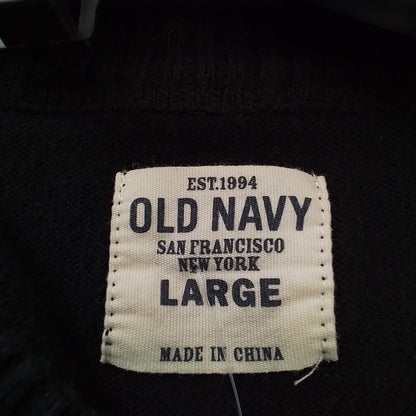 EST.1994
OLD NAVY
SAN FRANCISCO
NEW YORK
LARGE
MADE IN CHINA